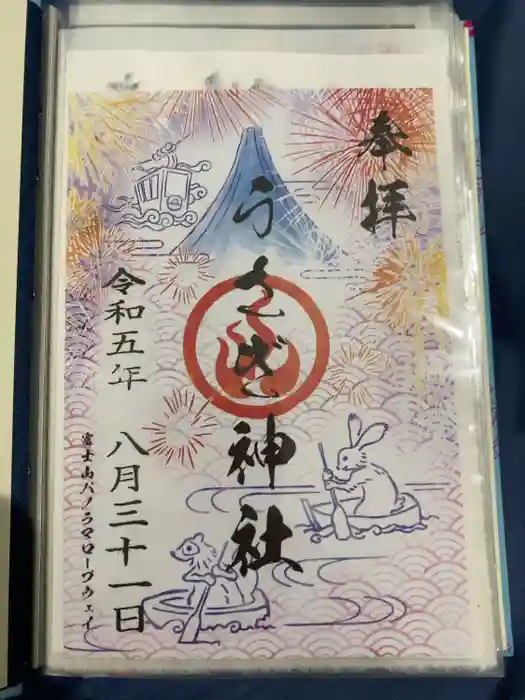 奉拝
うさぎ神社
令和五年 八月三十一日
富士山パノラマロープウェイ